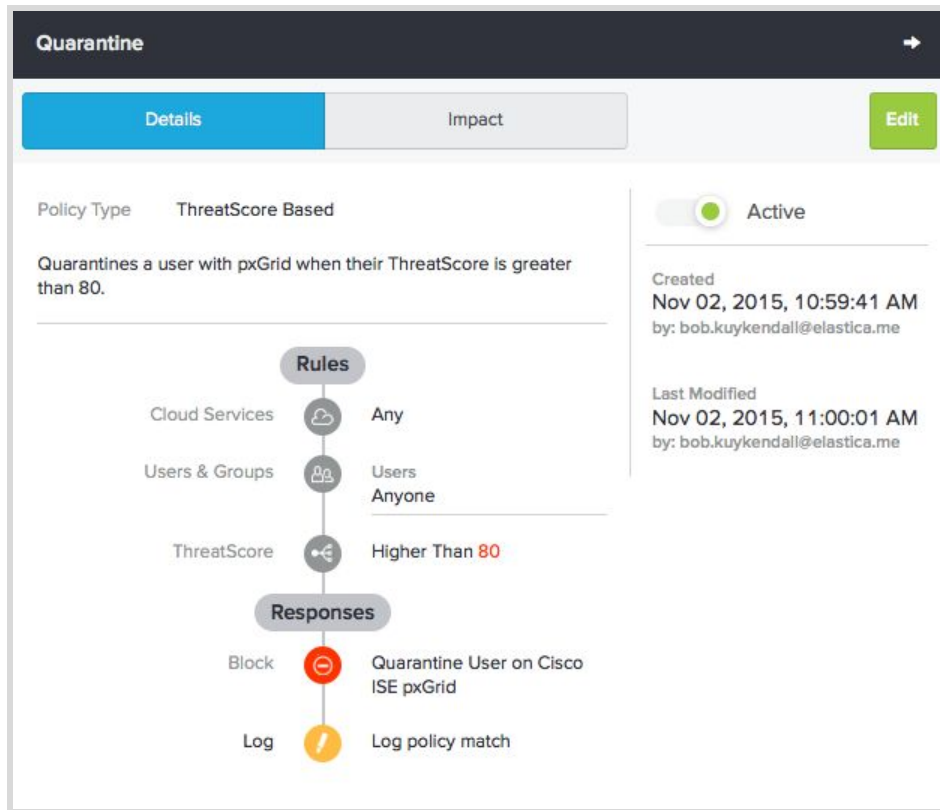 Quarantine
Details
Impact
Edit
Policy Type ThreatScore Based
Quarantines a user with pxGrid when their ThreatScore is greater
than 80.
Active
Created
Nov 02, 2015, 10:59:41 AM
by: bob.kuykendall@elastica.me
Last Modified
Nov 02, 2015, 11:00:01 AM
by: bob.kuykendall@elastica.me
Rules
Cloud Services Any
Users & Groups Users
Anyone
ThreatScore Higher Than 80
Responses
Block Quarantine User on Cisco
ISE pxGrid
Log Log policy match